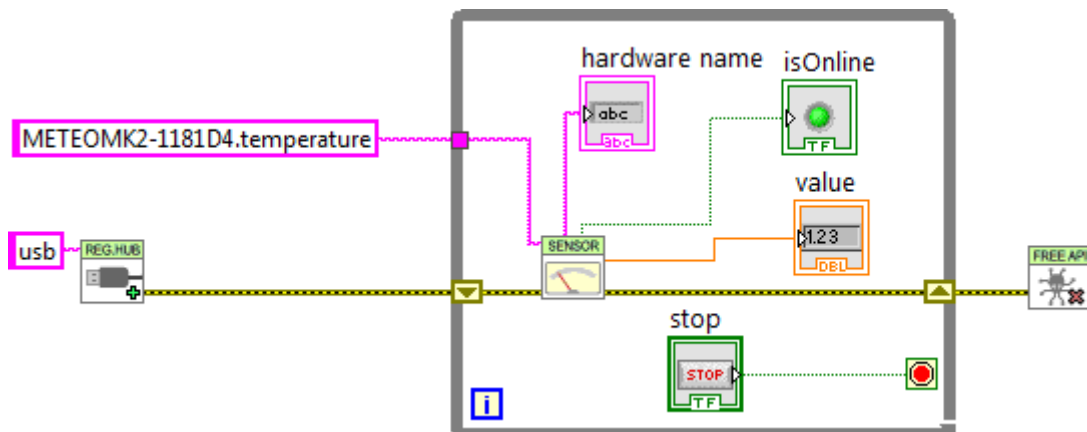 hardware name
isOnline
abc
abc
TF
METEOMK2-1181D4.temperature
value
1.23
DBL
usb
REG.HUB
SENSOR
FREE API
stop
STOP
TF
i